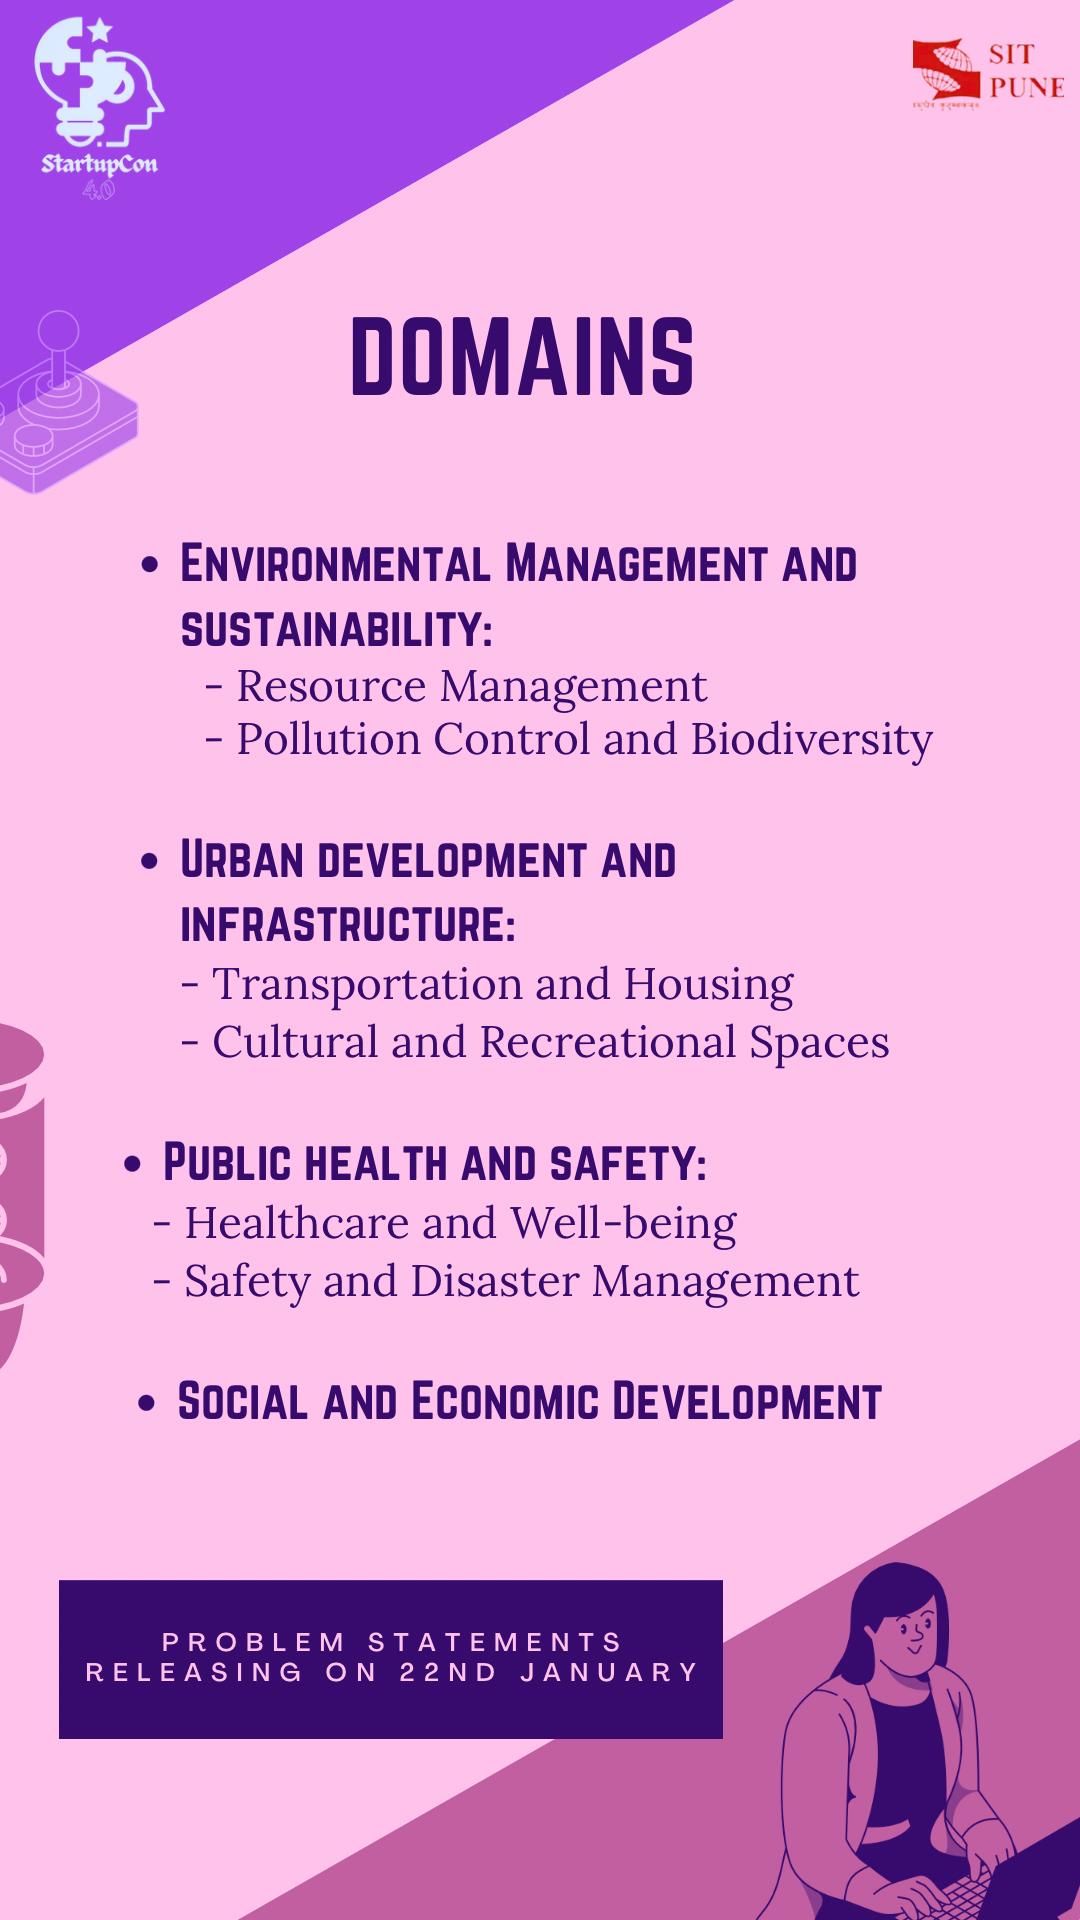 StartupCon
4.0
SIT
PUNE
DOMAINS
• Environmental Management and
sustainability:
- Resource Management
- Pollution Control and Biodiversity
• Urban development and
infrastructure:
- Transportation and Housing
- Cultural and Recreational Spaces
• Public health and safety:
- Healthcare and Well-being
- Safety and Disaster Management
• Social and Economic Development
PROBLEM STATEMENTS
RELEASING ON 22ND JANUARY